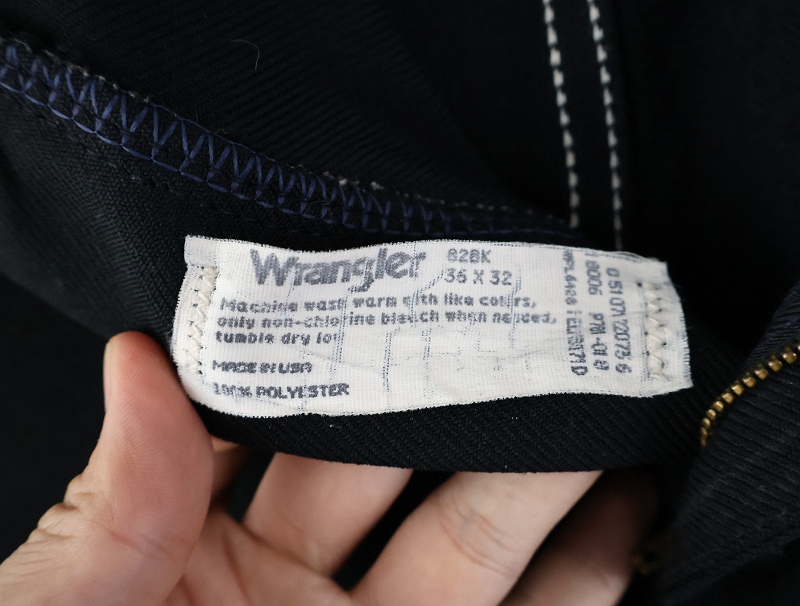 Wrangler
82BK
36 X 32
Machine wash warm with like colors,
only non-chlorine bleach when needed,
tumble dry low
MADE IN USA
100% POLYESTER